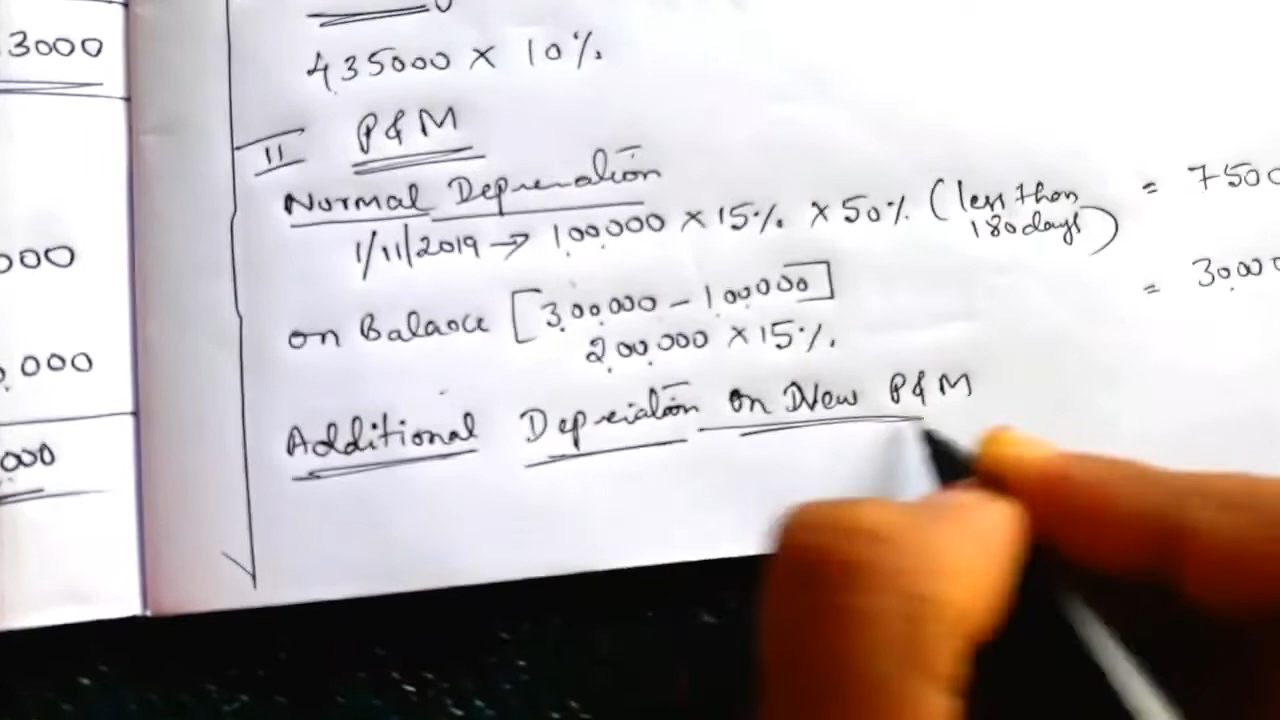 3000
000
000
000
435000 × 10%
II P&M
Normal Depreciation
1/11/2019 → 1,00,000 × 15% × 50% (less than 180 days) = 7500
on Balance [3,00,000 - 1,00,000] = 30,000
2,00,000 × 15%
Additional Depreciation on New P&M